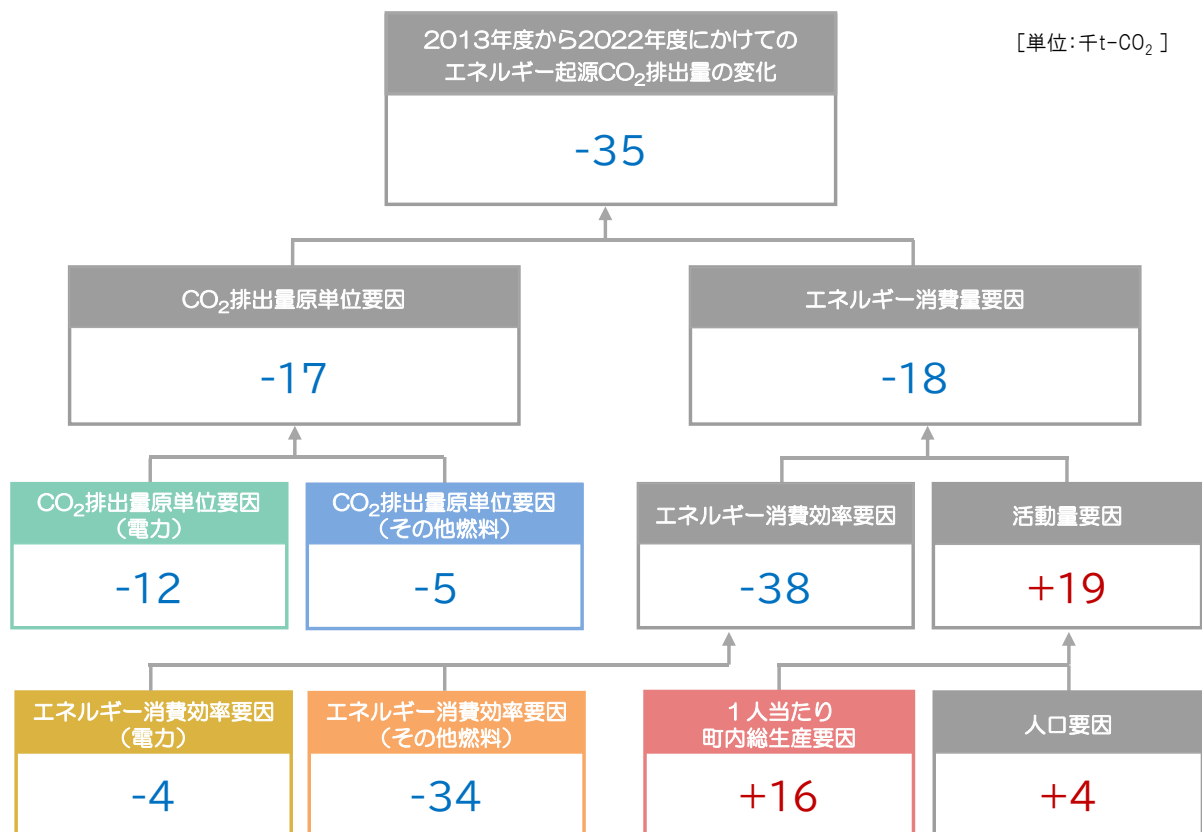 2013年度から2022年度にかけての
エネルギー起源CO₂排出量の変化
[単位:千t-CO₂ ]
-35
CO₂排出量原単位要因
-17
エネルギー消費量要因
-18
CO₂排出量原単位要因
（電力）
-12
CO₂排出量原単位要因
（その他燃料）
-5
エネルギー消費効率要因
-38
活動量要因
+19
エネルギー消費効率要因
（電力）
-4
エネルギー消費効率要因
（その他燃料）
-34
１人当たり
町内総生産要因
+16
人口要因
+4